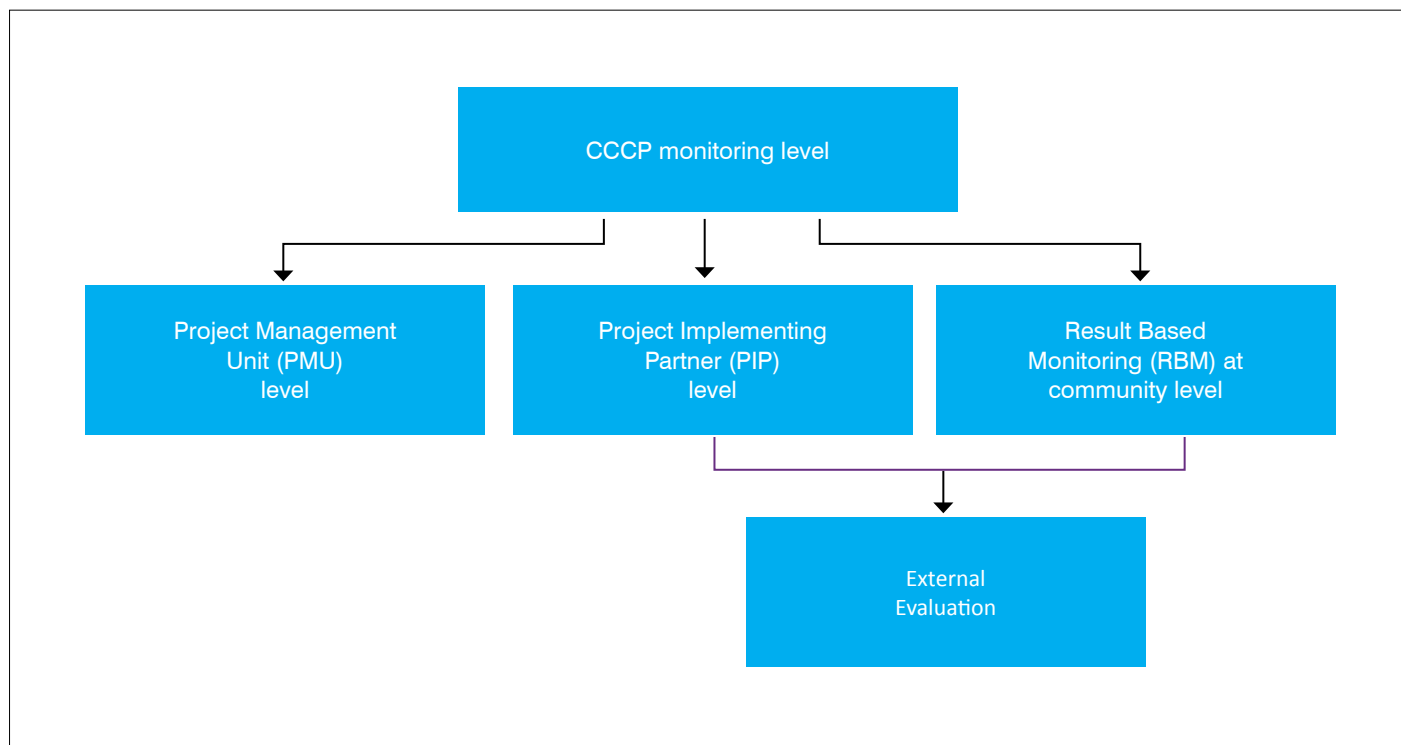 CCCP monitoring level
Project Management
Unit (PMU)
level
Project Implementing
Partner (PIP)
level
Result Based
Monitoring (RBM) at
community level
External
Evaluation